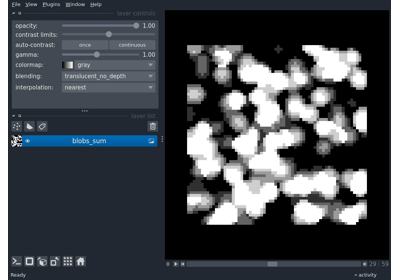 File View Plugins Window Help
layer controls
opacity: 1.00
contrast limits:
auto-contrast: once continuous
gamma: 1.00
colormap: gray
blending: translucent_no_depth
interpolation: nearest
layer list
blobs_sum
29 59
Ready activity